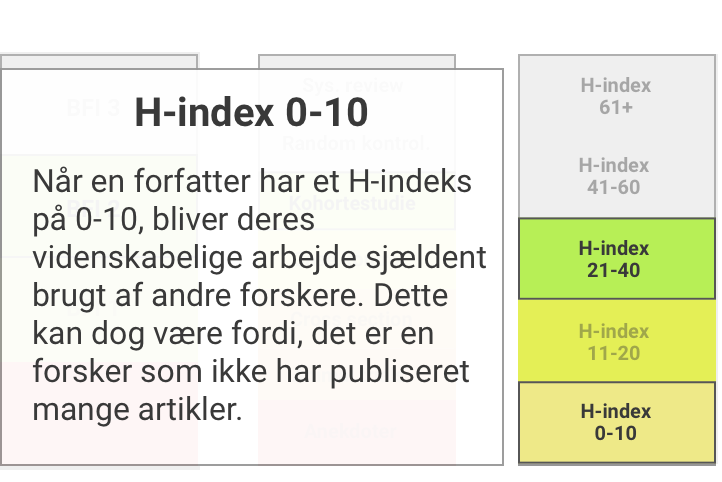 H-index 0-10
Når en forfatter har et H-indeks
på 0-10, bliver deres
videnskabelige arbejde sjældent
brugt af andre forskere. Dette
kan dog være fordi, det er en
forsker som ikke har publiseret
mange artikler.
BFI 3
Sys. review
Random kontrol
Kohortestudie
H-index
61+
H-index
41-60
H-index
21-40
H-index
11-20
H-index
0-10